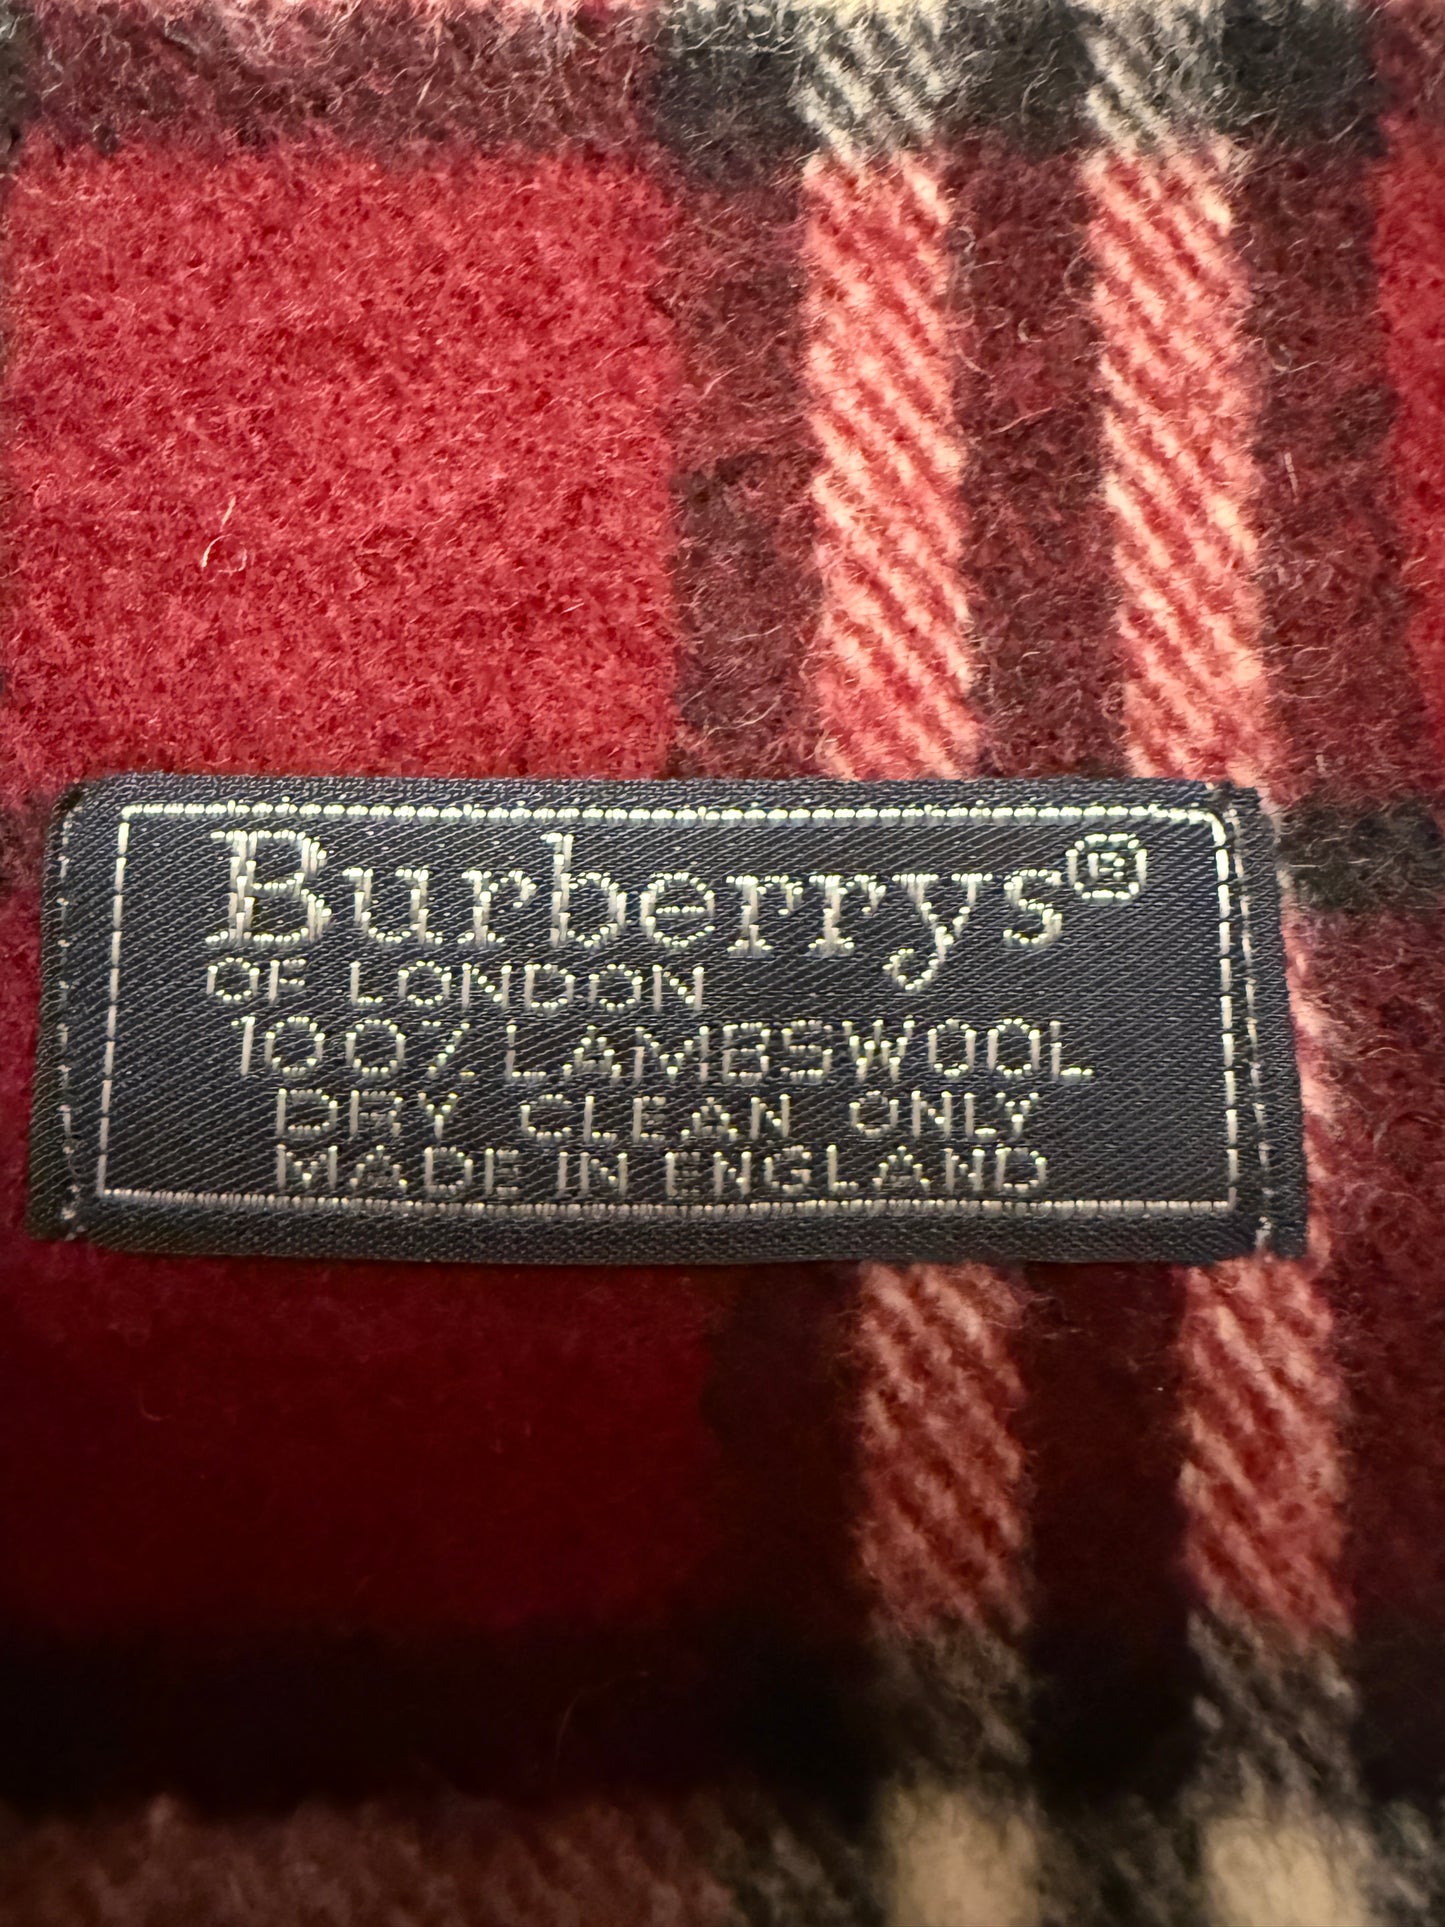 Burberrys®
OF LONDON
100% LAMBSWOOL
DRY CLEAN ONLY
MADE IN ENGLAND